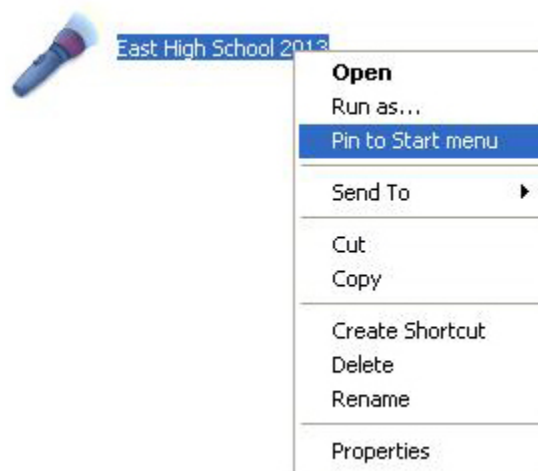 East High School 2013
Open
Run as...
Pin to Start menu
Send To
Cut
Copy
Create Shortcut
Delete
Rename
Properties